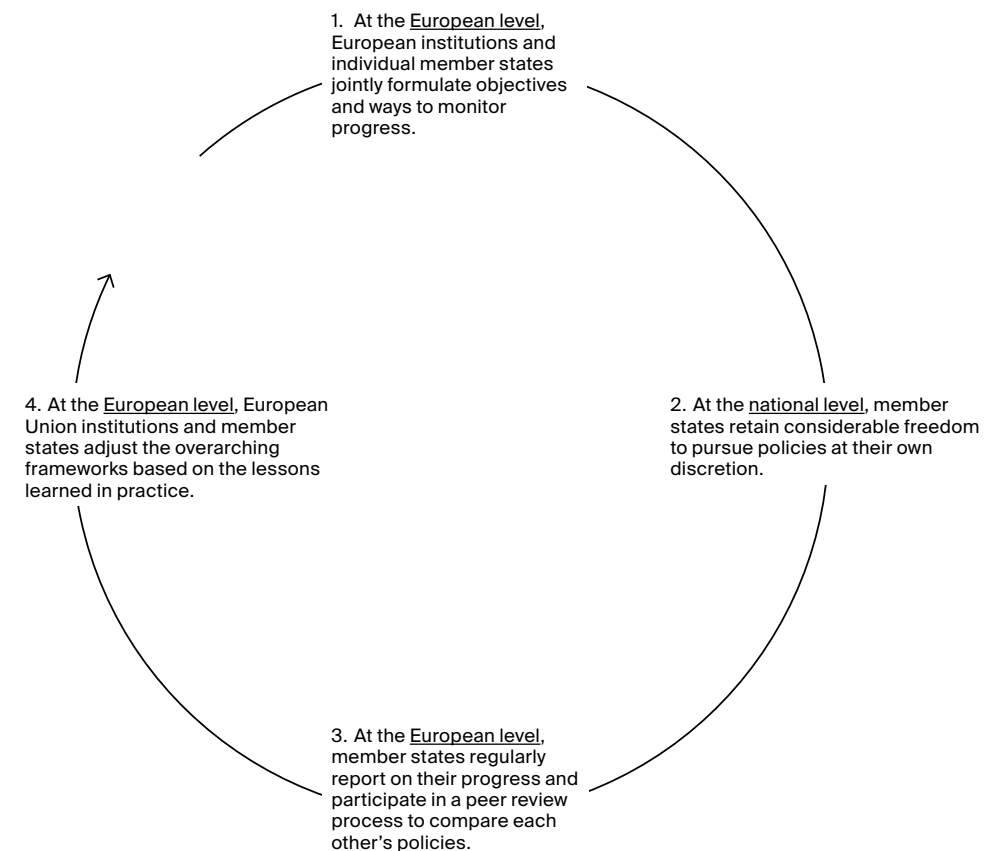 1. At the European level,
European institutions and
individual member states
jointly formulate objectives
and ways to monitor
progress.
2. At the national level, member
states retain considerable freedom
to pursue policies at their own
discretion.
3. At the European level,
member states regularly
report on their progress and
participate in a peer review
process to compare each
other’s policies.
4. At the European level, European
Union institutions and member
states adjust the overarching
frameworks based on the lessons
learned in practice.